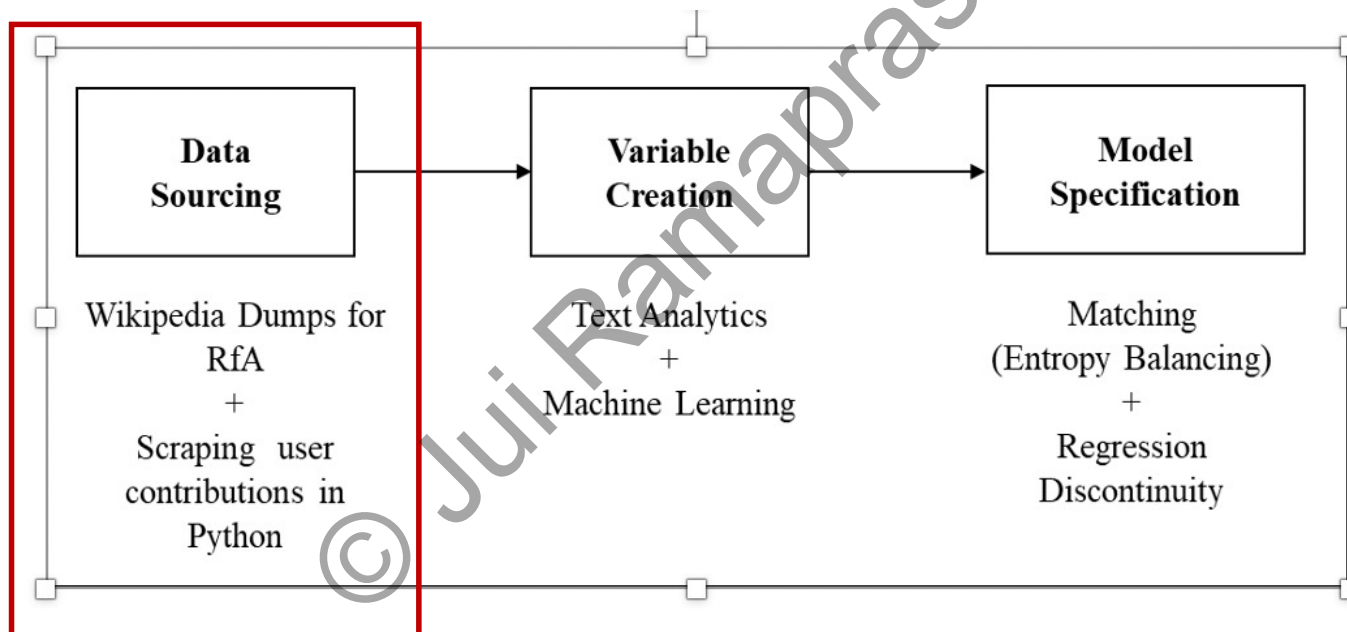 Data
Sourcing
Wikipedia Dumps for
RfA
+
Scraping user
contributions in
Python
Variable
Creation
Text Analytics
+
Machine Learning
Model
Specification
Matching
(Entropy Balancing)
+
Regression
Discontinuity
© Jui